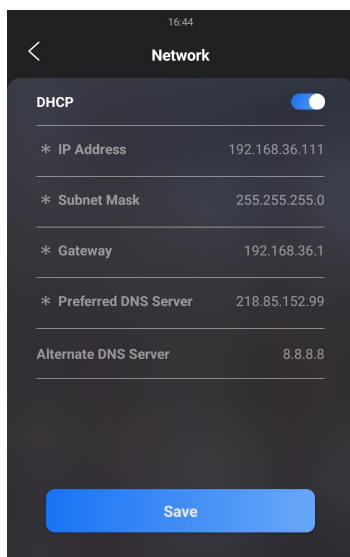 16:44
Network
DHCP
* IP Address 192.168.36.111
* Subnet Mask 255.255.255.0
* Gateway 192.168.36.1
* Preferred DNS Server 218.85.152.99
Alternate DNS Server 8.8.8.8
Save